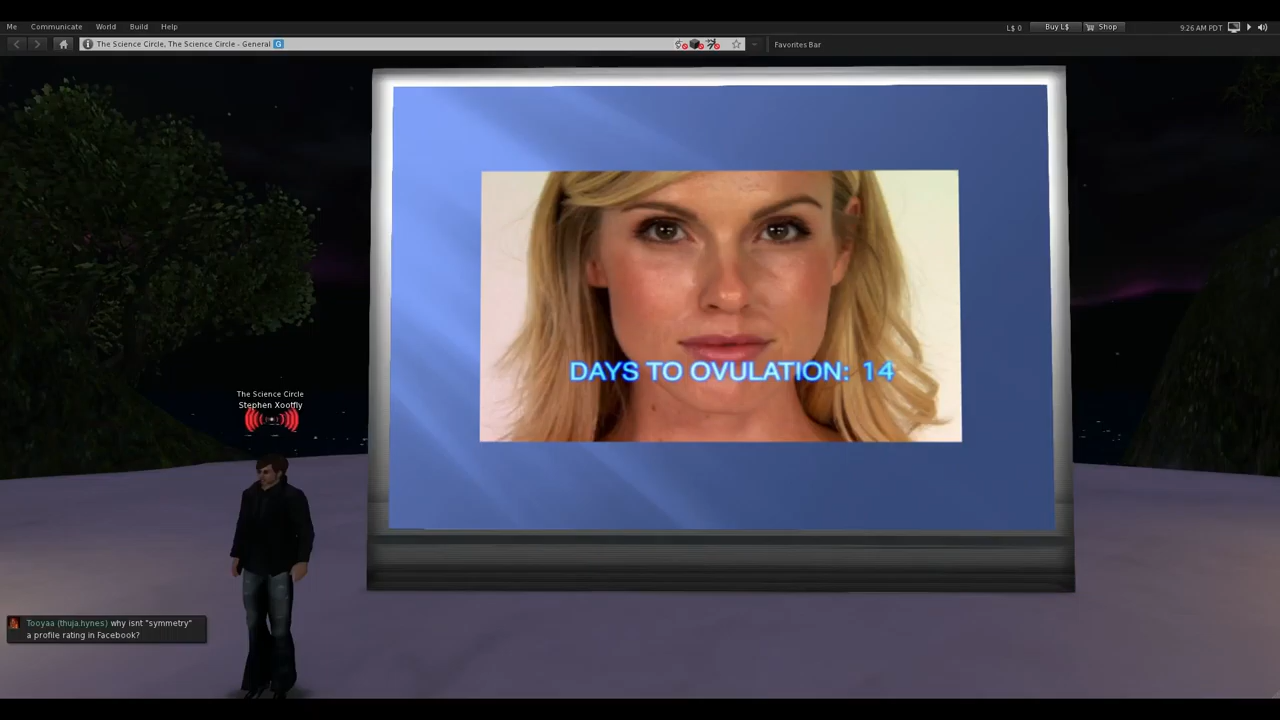 Me Communicate World Build Help
L$ 0 Buy L$ Shop 9:26 AM PDT
The Science Circle, The Science Circle - General G
Favorites Bar
DAYS TO OVULATION: 14
The Science Circle
Stephen Xootfly
Tooyaa (thuja.hynes) why isnt "symmetry"
a profile rating in Facebook?